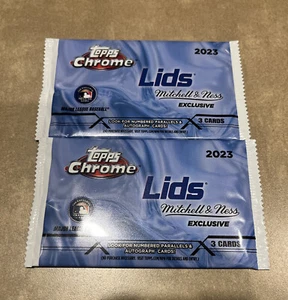 Topps
Chrome
2023
Lids
Mitchell & Ness
EXCLUSIVE
MAJOR LEAGUE BASEBALL
LOOK FOR NUMBERED PARALLELS &
AUTOGRAPH CARDS!
3 CARDS
Topps
Chrome
2023
Lids
Mitchell & Ness
EXCLUSIVE
LOOK FOR NUMBERED PARALLELS &
AUTOGRAPH CARDS!
3 CARDS